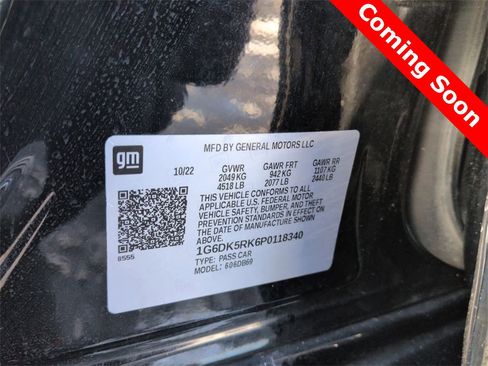 Coming Soon
gm
MFD BY GENERAL MOTORS LLC
10/22 GVWR GAWR FRT GAWR RR
2049 KG 942 KG 1107 KG
4518 LB 2077 LB 2440 LB
THIS VEHICLE CONFORMS TO ALL
APPLICABLE U.S. FEDERAL MOTOR
VEHICLE SAFETY, BUMPER, AND THEFT
PREVENTION STANDARDS IN EFFECT ON
THE DATE OF MANUFACTURE SHOWN
ABOVE.
1G6DK5RK6P0118340
TYPE: PASS CAR
MODEL: 606DB69
8555